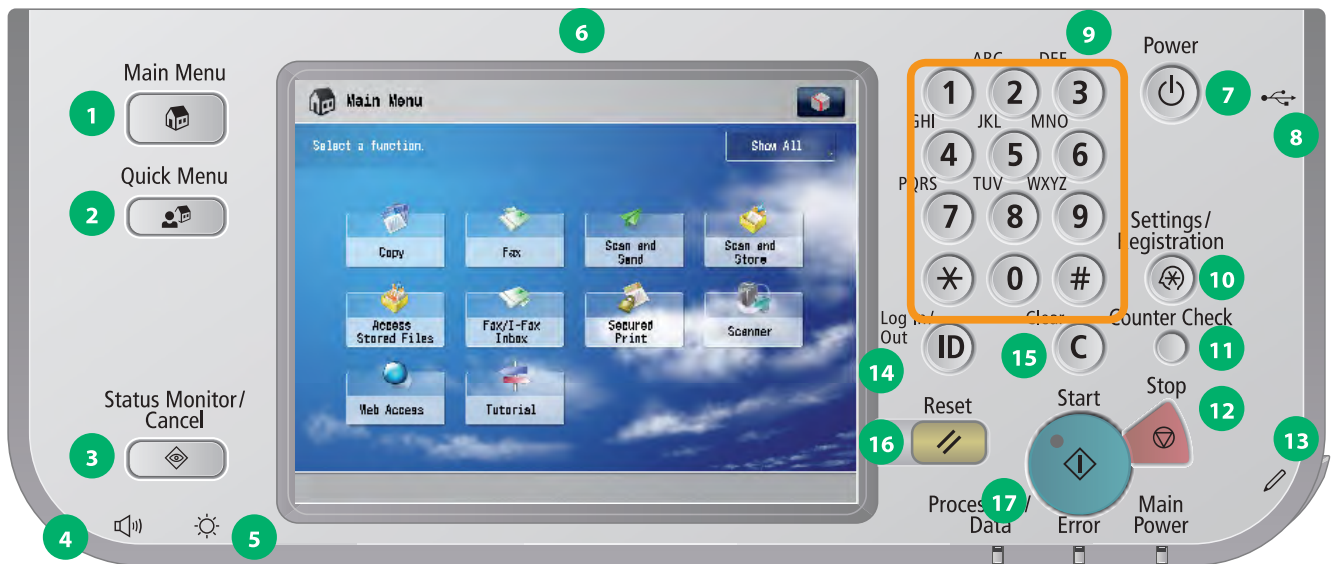 6
9
Main Menu
1
Quick Menu
2
Status Monitor/
Cancel
3
4
5
Main Menu
Select a function.
Show All
Copy
Fax
Scan and
Send
Scan and
Store
Access
Stored Files
Fax/I-Fax
Inbox
Secured
Print
Scanner
Web Access
Tutorial
ABC DEF
1 2 3
GHI JKL MNO
4 5 6
PQRS TUV WXYZ
7 8 9
* 0 #
Power
7
8
Settings/
Registration
10
Log In/
Out
ID
14
Clear
15
C
Counter Check
11
Reset
16
Start
Stop
12
13
17
Data
Error
Main
Power